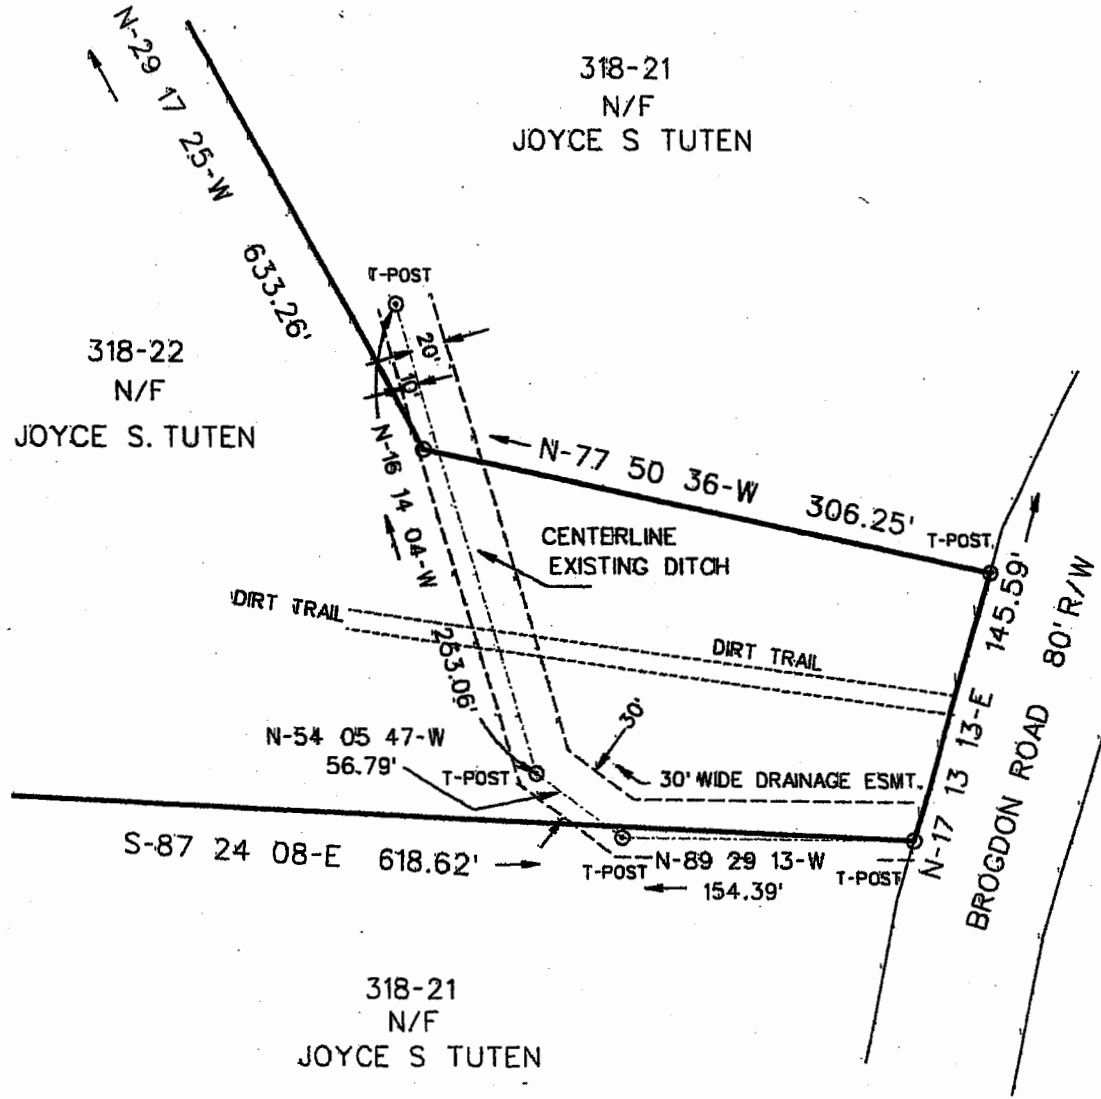 N-29 17 25-W 633.26'
318-21
N/F
JOYCE S TUTEN
T-POST
20'
10'
318-22
N/F
JOYCE S. TUTEN
N-16 14 04-W 253.06'
N-77 50 36-W 306.25'
T-POST
CENTERLINE
EXISTING DITCH
N-17 13 13-E 145.59'
BROGDON ROAD 80' R/W
DIRT TRAIL
DIRT TRAIL
30'
N-54 05 47-W
56.79'
T-POST
30' WIDE DRAINAGE ESMT.
S-87 24 08-E 618.62'
T-POST
N-89 29 13-W
154.39'
T-POST
318-21
N/F
JOYCE S TUTEN